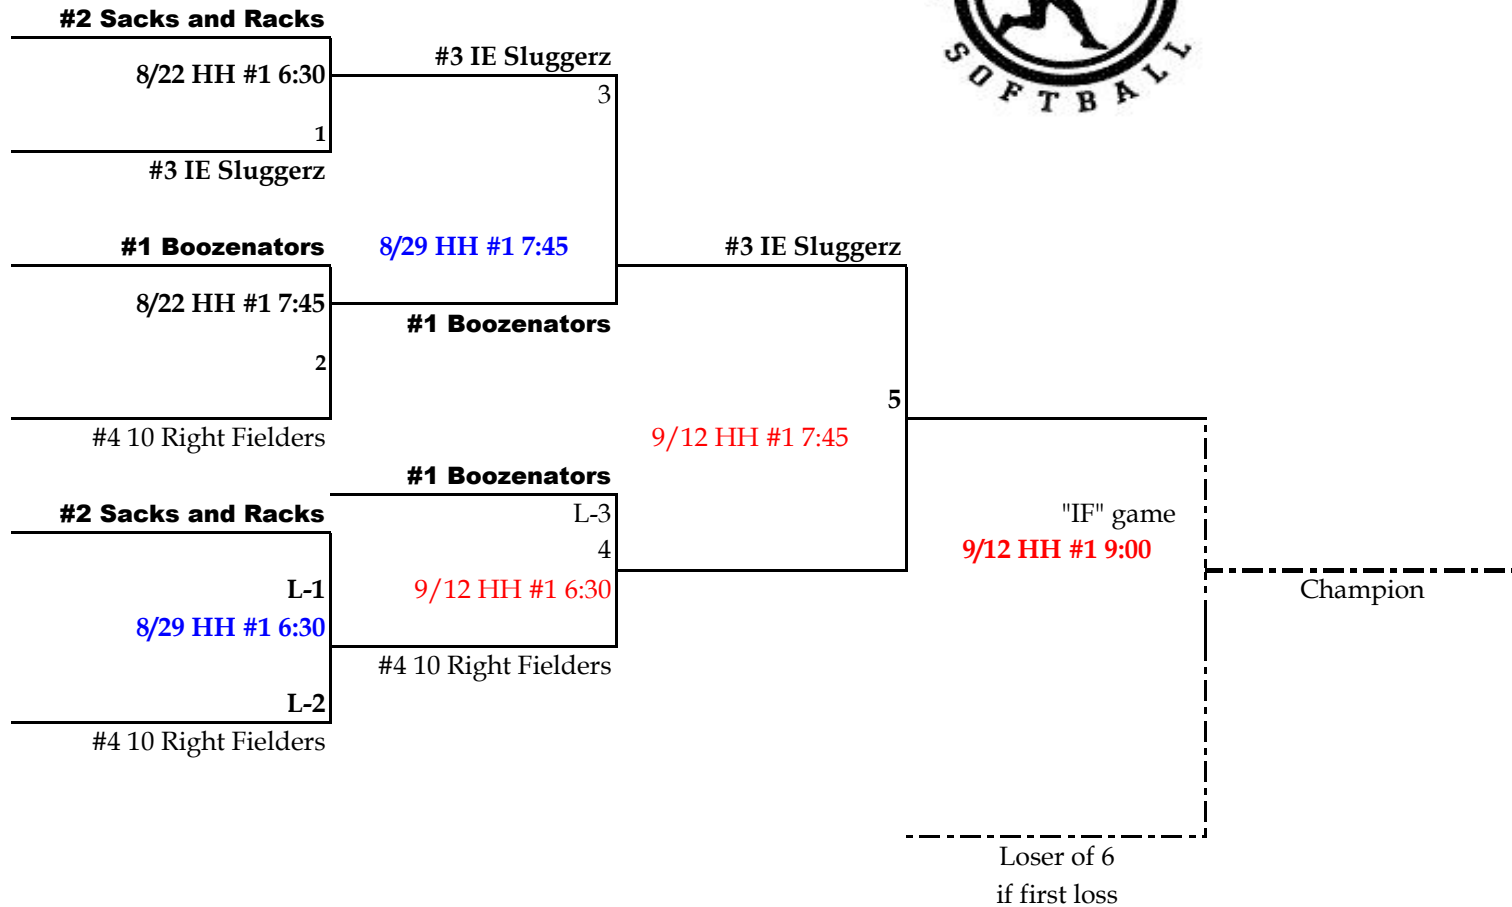 #2 Sacks and Racks
8/22 HH #1 6:30
1
#3 IE Sluggerz
#3 IE Sluggerz
3
SOFTBALL
#1 Boozenators
8/29 HH #1 7:45
#3 IE Sluggerz
8/22 HH #1 7:45
#1 Boozenators
2
#4 10 Right Fielders
5
9/12 HH #1 7:45
#1 Boozenators
#2 Sacks and Racks
L-3
4
L-1
9/12 HH #1 6:30
8/29 HH #1 6:30
#4 10 Right Fielders
L-2
#4 10 Right Fielders
"IF" game
9/12 HH #1 9:00
Champion
Loser of 6
if first loss